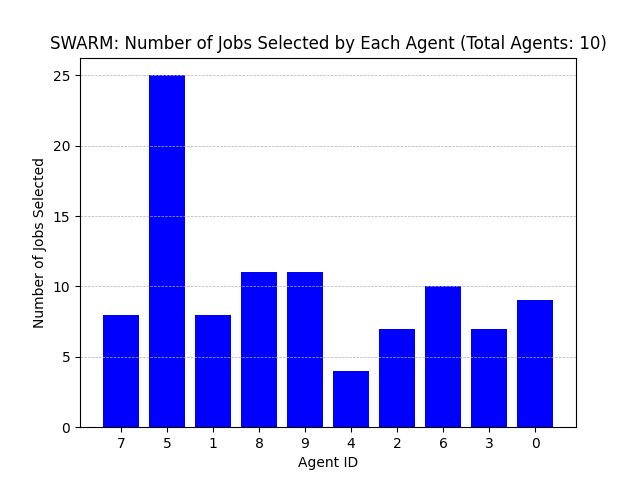 SWARM: Number of Jobs Selected by Each Agent (Total Agents: 10)
Number of Jobs Selected
25
20
15
10
5
0
7 5 1 8 9 4 2 6 3 0
Agent ID